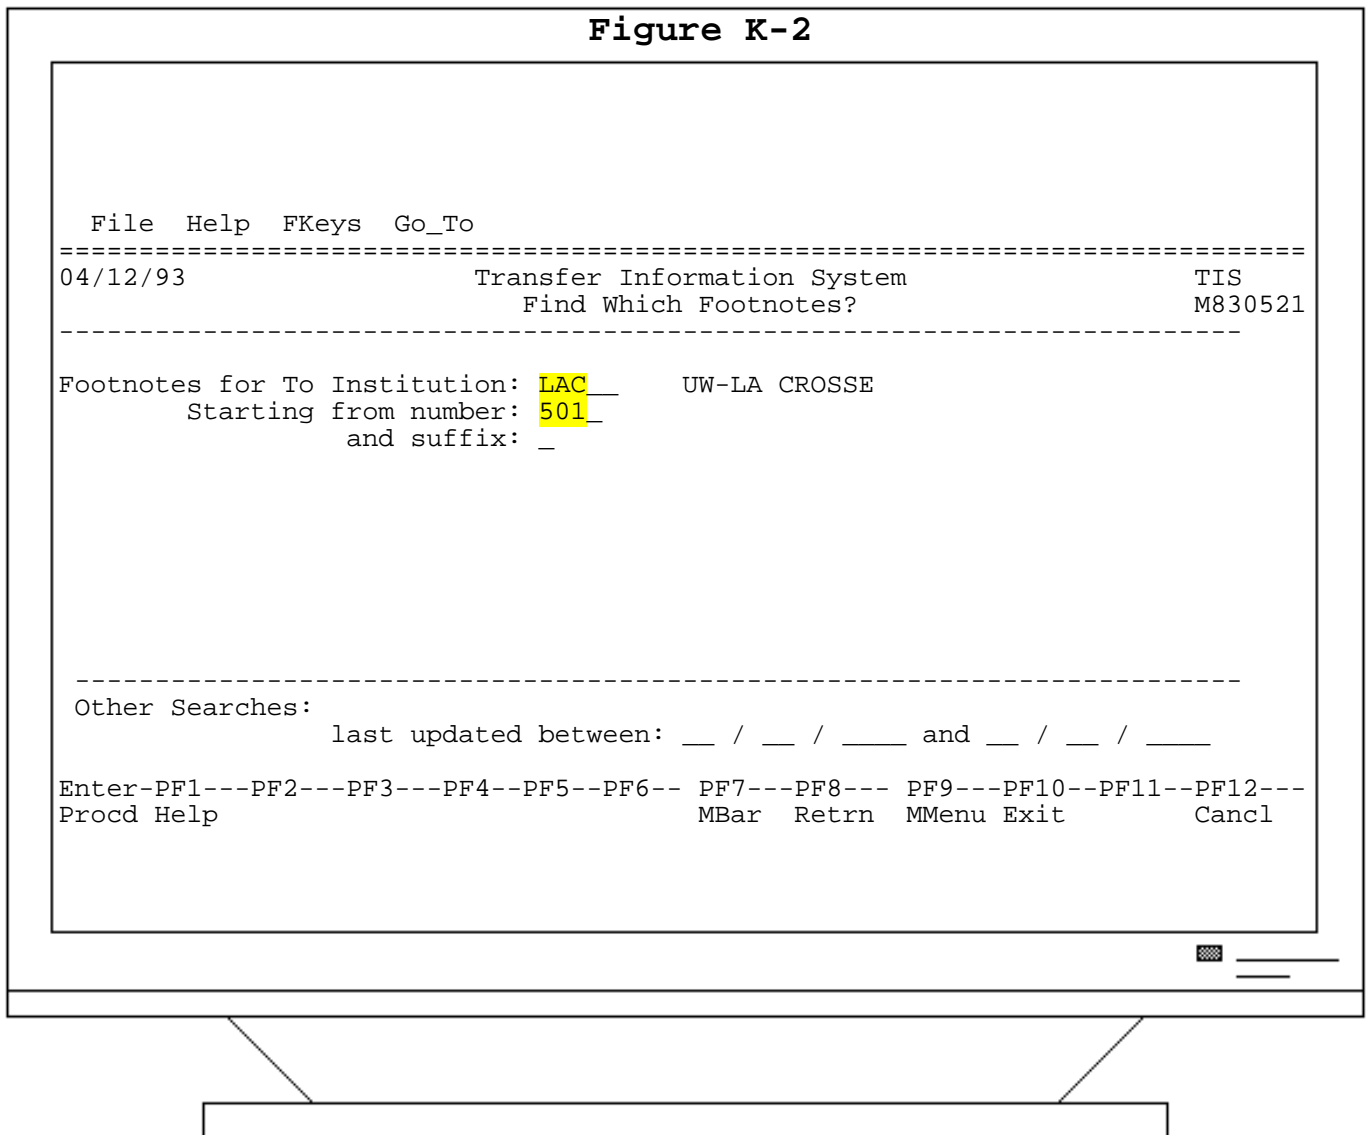 Figure K-2
File  Help  FKeys  Go_To
==============================================================================
04/12/93                  Transfer Information System                  TIS
Find Which Footnotes?                     M830521
--------------------------------------------------------------------------
Footnotes for To Institution: LAC__    UW-LA CROSSE
Starting from number: 501_
and suffix: _
-------------------------------------------------------------------------
Other Searches:
last updated between: __ / __ / ____ and __ / __ / ____
Enter-PF1---PF2---PF3---PF4--PF5--PF6-- PF7---PF8--- PF9---PF10--PF11--PF12---
Procd Help                              MBar  Retrn  MMenu Exit        Cancl